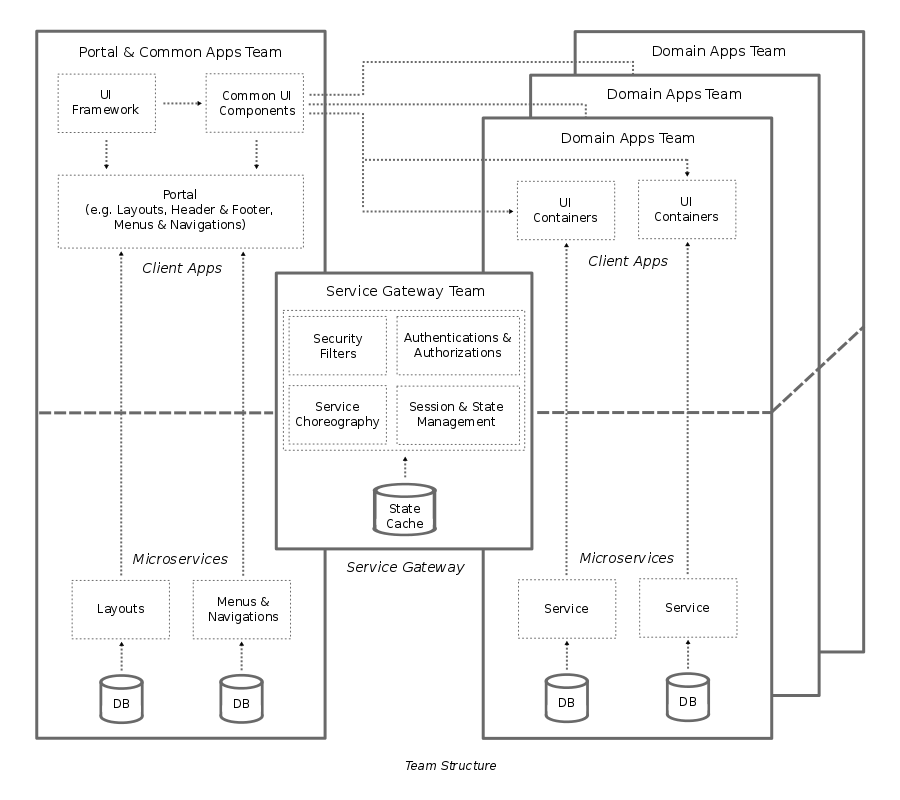 Portal & Common Apps Team
UI
Framework
Common UI
Components
Portal
(e.g. Layouts, Header & Footer,
Menus & Navigations)
Client Apps
Microservices
Layouts
Menus &
Navigations
DB
DB
Service Gateway Team
Security
Filters
Authentications &
Authorizations
Service
Choreography
Session & State
Management
State
Cache
Service Gateway
Domain Apps Team
Domain Apps Team
Domain Apps Team
UI
Containers
UI
Containers
Client Apps
Microservices
Service
Service
DB
DB
Team Structure